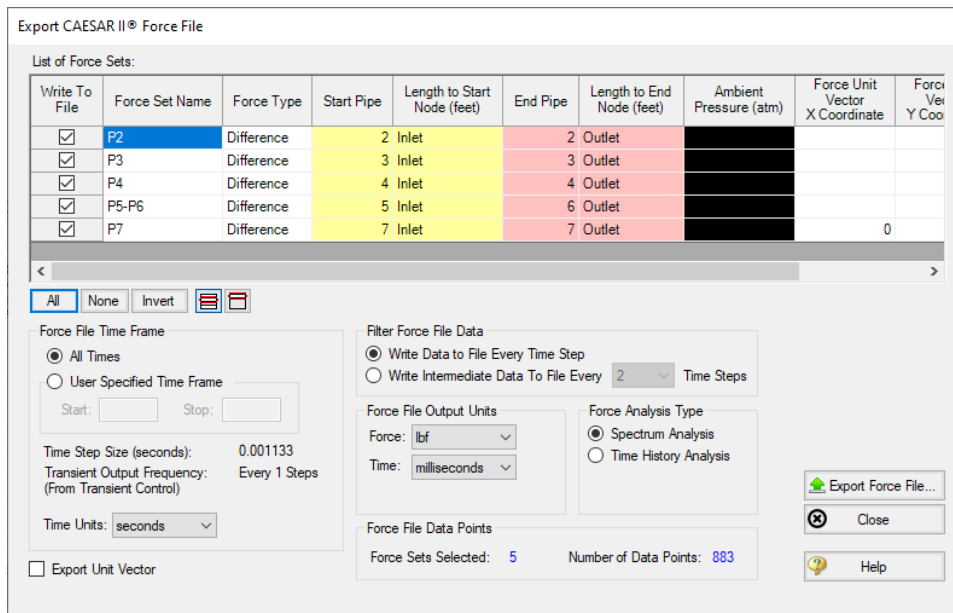 Export CAESAR II® Force File
List of Force Sets:
Write To File
Force Set Name
Force Type
Start Pipe
Length to Start Node (feet)
End Pipe
Length to End Node (feet)
Ambient Pressure (atm)
Force Unit Vector X Coordinate
P2 Difference 2 Inlet 2 Outlet
P3 Difference 3 Inlet 3 Outlet
P4 Difference 4 Inlet 4 Outlet
P5-P6 Difference 5 Inlet 6 Outlet
P7 Difference 7 Inlet 7 Outlet 0
All None Invert
Force File Time Frame
All Times
User Specified Time Frame
Start: Stop:
Time Step Size (seconds): 0.001133
Transient Output Frequency: Every 1 Steps
(From Transient Control)
Time Units: seconds
Export Unit Vector
Filter Force File Data
Write Data to File Every Time Step
Write Intermediate Data To File Every 2 Time Steps
Force File Output Units
Force: lbf
Time: milliseconds
Force Analysis Type
Spectrum Analysis
Time History Analysis
Force File Data Points
Force Sets Selected: 5 Number of Data Points: 883
Export Force File...
Close
Help